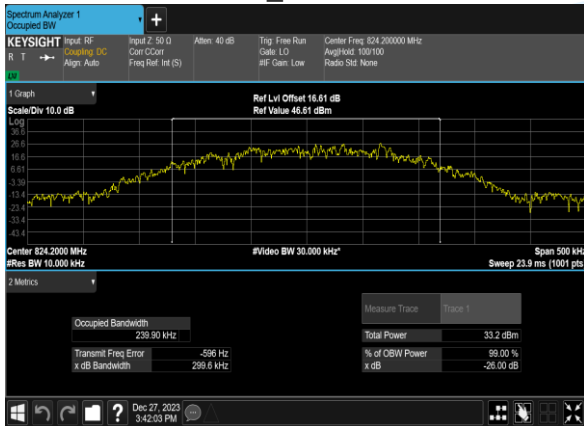 Spectrum Analyzer 1
Occupied BW
+
KEYSIGHT Input: RF Input Z: 50 Ω Atten: 40 dB Trig: Free Run Center Freq: 824.200000 MHz
R T Coupling: DC Corr CCorr Gate: LO Avg|Hold: 100/100
Align: Auto Freq Ref: Int (S) #IF Gain: Low Radio Std: None
1 Graph
Ref Lvl Offset 16.61 dB
Scale/Div 10.0 dB Ref Value 46.61 dBm
Log
36.6
26.6
16.6
6.61
-3.39
-13.4
-23.4
-33.4
-43.4
Center 824.2000 MHz #Video BW 30.000 kHz* Span 500 kHz
#Res BW 10.000 kHz Sweep 23.9 ms (1001 pts
2 Metrics
Measure Trace Trace 1
Occupied Bandwidth
239.90 kHz Total Power 33.2 dBm
Transmit Freq Error -596 Hz % of OBW Power 99.00 %
x dB Bandwidth 299.6 kHz x dB -26.00 dB
? Dec 27, 2023
3:42:03 PM